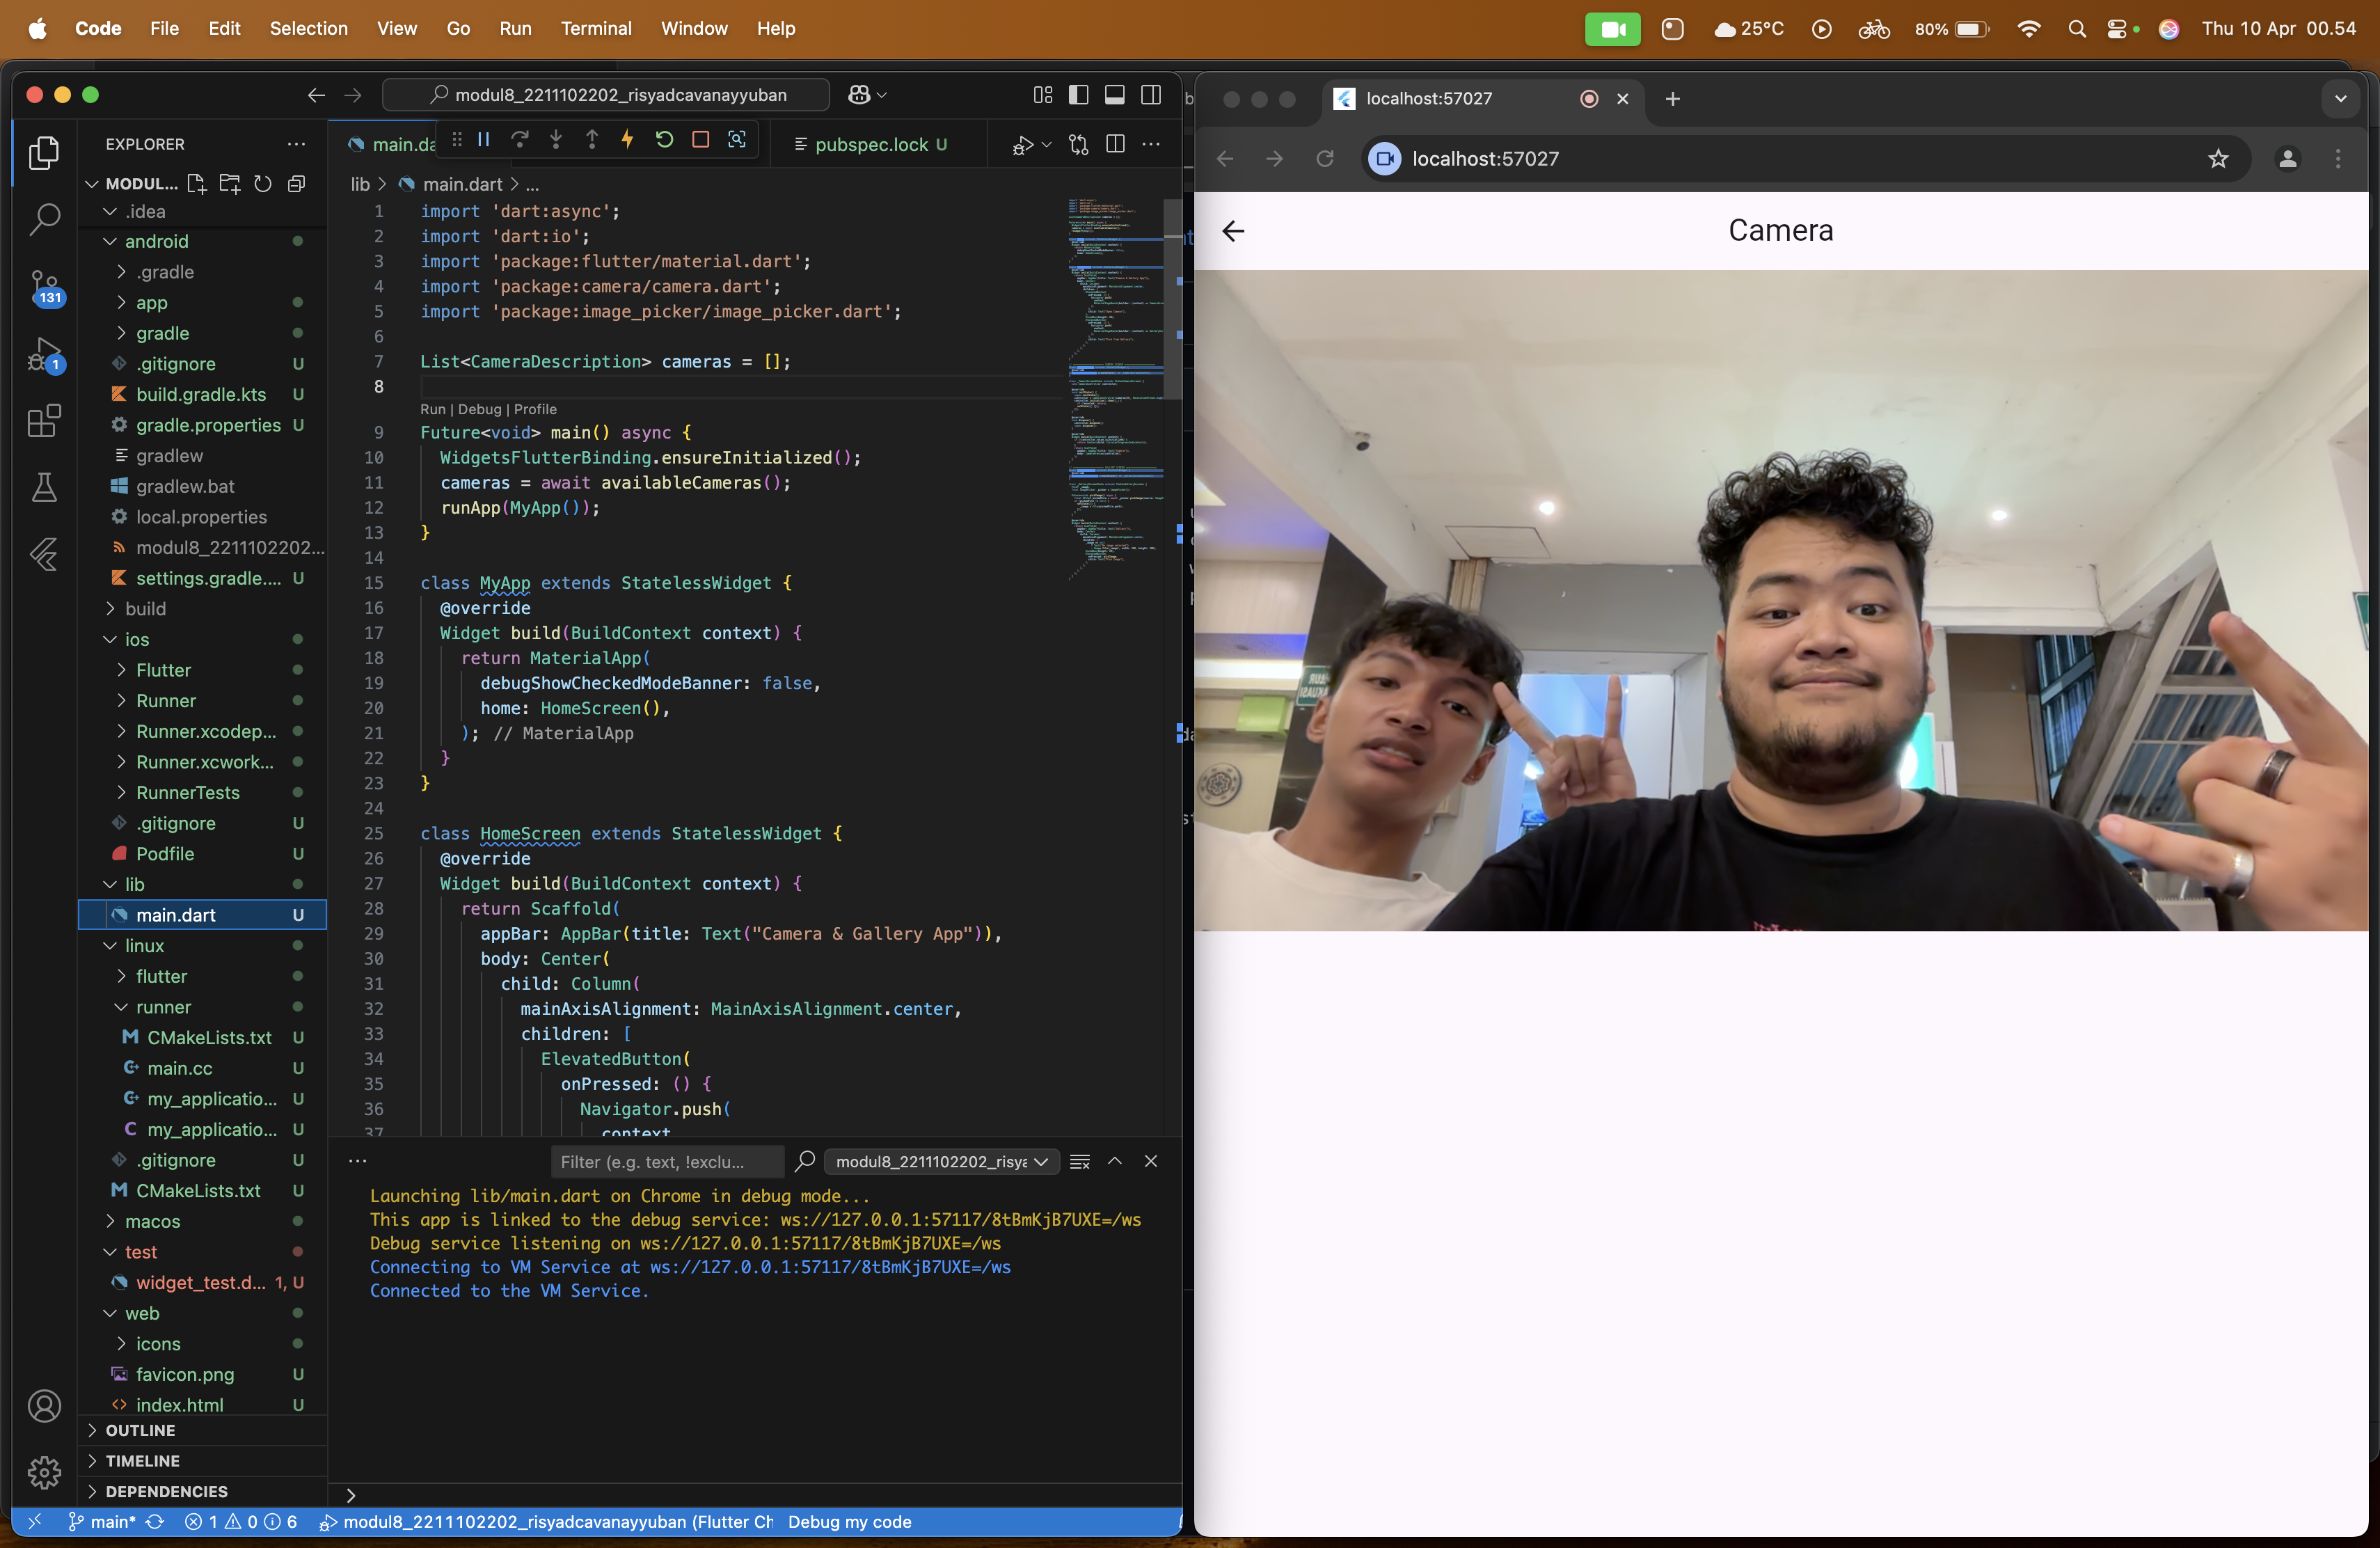 Code File Edit Selection View Go Run Terminal Window Help
25°C 80% Thu 10 Apr 00.54
modul8_2211102202_risyadcavanayyuban
EXPLORER
MODUL...
.idea
android
.gradle
app
gradle
.gitignore U
build.gradle.kts U
gradle.properties U
gradlew
gradlew.bat
local.properties
modul8_2211102202...
settings.gradle.... U
build
ios
Flutter
Runner
Runner.xcodep...
Runner.xcwork...
RunnerTests
.gitignore U
Podfile U
lib
main.dart U
linux
flutter
runner
CMakeLists.txt U
main.cc U
my_applicatio... U
my_applicatio... U
.gitignore U
CMakeLists.txt U
macos
test
widget_test.d... 1, U
web
icons
favicon.png U
index.html U
OUTLINE
TIMELINE
DEPENDENCIES
131
1
main.da
pubspec.lock U
lib > main.dart > ...
1 import 'dart:async';
2 import 'dart:io';
3 import 'package:flutter/material.dart';
4 import 'package:camera/camera.dart';
5 import 'package:image_picker/image_picker.dart';
6
7 List<CameraDescription> cameras = [];
8
Run | Debug | Profile
9 Future<void> main() async {
10 WidgetsFlutterBinding.ensureInitialized();
11 cameras = await availableCameras();
12 runApp(MyApp());
13 }
14
15 class MyApp extends StatelessWidget {
16 @override
17 Widget build(BuildContext context) {
18 return MaterialApp(
19 debugShowCheckedModeBanner: false,
20 home: HomeScreen(),
21 ); // MaterialApp
22 }
23 }
24
25 class HomeScreen extends StatelessWidget {
26 @override
27 Widget build(BuildContext context) {
28 return Scaffold(
29 appBar: AppBar(title: Text("Camera & Gallery App")),
30 body: Center(
31 child: Column(
32 mainAxisAlignment: MainAxisAlignment.center,
33 children: [
34 ElevatedButton(
35 onPressed: () {
36 Navigator.push(
37 context
Filter (e.g. text, !exclu...
modul8_2211102202_risya
Launching lib/main.dart on Chrome in debug mode...
This app is linked to the debug service: ws://127.0.0.1:57117/8tBmKjB7UXE=/ws
Debug service listening on ws://127.0.0.1:57117/8tBmKjB7UXE=/ws
Connecting to VM Service at ws://127.0.0.1:57117/8tBmKjB7UXE=/ws
Connected to the VM Service.
main* 1 0 6 modul8_2211102202_risyadcavanayyuban (Flutter Ch Debug my code
localhost:57027
localhost:57027
Camera